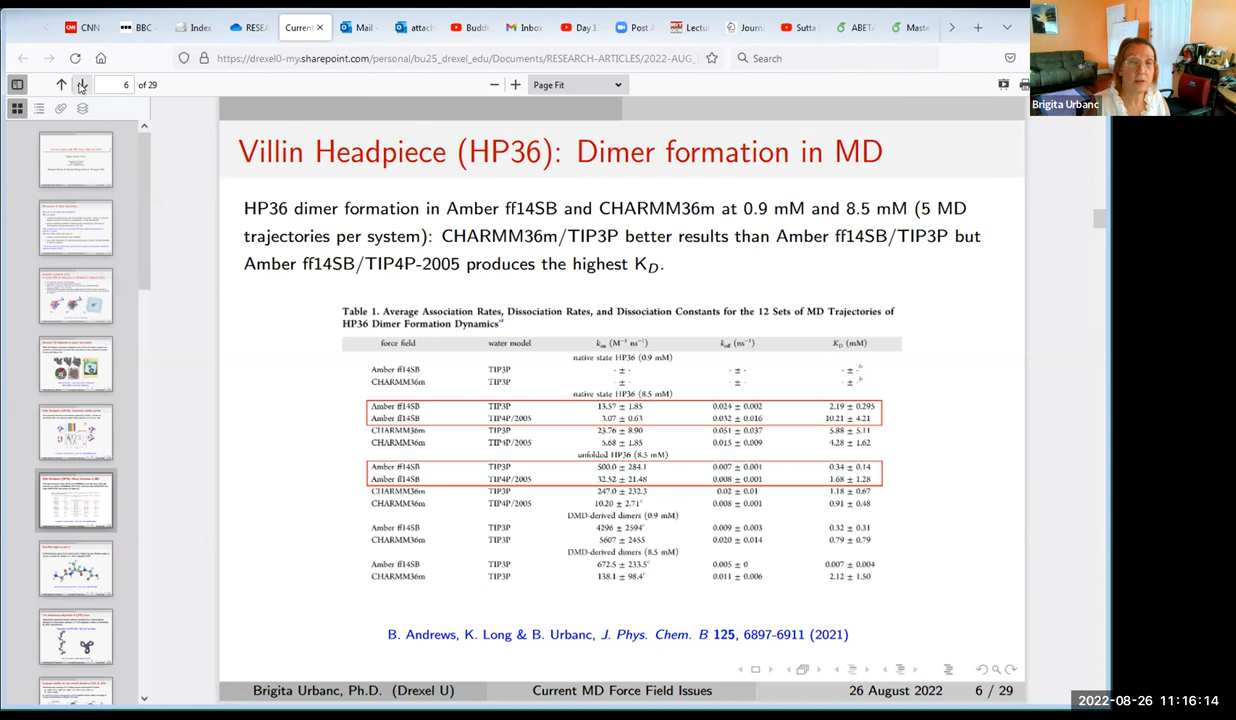 CNN
BBC -
Index
RESEA
Current
Mail -
attach
Buddi
Inbox
Day 1
Post A
Lectu
Journ
Sutta
ABETA
Maste
https://drexel0-my.sharepoint.com/personal/bu25_drexel_edu/Documents/RESEARCH-ARTICLES/2022-AUG_
Search
6 of 29
Page Fit
Brigita Urbanc
Villin Headpiece (HP36): Dimer formation in MD
HP36 dimer formation in Amber ff14SB and CHARMM36m at 0.9 mM and 8.5 mM (5 MD
trajectories per system): CHARMM36m/TIP3P better results than Amber ff14SB/TIP3P but
Amber ff14SB/TIP4P-2005 produces the highest K_D.
Table 1. Average Association Rates, Dissociation Rates, and Dissociation Constants for the 12 Sets of MD Trajectories of
HP36 Dimer Formation Dynamics^a
force field water model k_on (M⁻¹ ns⁻¹) k_off (ns⁻¹) K_D (mM)
native state HP36 (0.9 mM)
Amber ff14SB TIP3P - ± - - ± - - ± -^b
CHARMM36m TIP3P - ± - - ± - - ± -^b
native state HP36 (8.5 mM)
Amber ff14SB TIP3P 13.57 ± 1.85 0.024 ± 0.002 2.19 ± 0.295
Amber ff14SB TIP4P/2005 3.07 ± 0.63 0.032 ± 0.016 10.21 ± 4.21
CHARMM36m TIP3P 23.76 ± 8.90 0.051 ± 0.037 5.88 ± 5.11
CHARMM36m TIP4P/2005 5.68 ± 1.85 0.015 ± 0.009 4.28 ± 1.62
unfolded HP36 (8.5 mM)
Amber ff14SB TIP3P 500.0 ± 284.1 0.007 ± 0.001 0.34 ± 0.14
Amber ff14SB TIP4P/2005 32.52 ± 21.48 0.008 ± 0.001 1.68 ± 1.28
CHARMM36m TIP3P 247.0 ± 232.3 0.02 ± 0.01 1.18 ± 0.67
CHARMM36m TIP4P/2005 10.20 ± 2.71^c 0.008 ± 0.001 0.91 ± 0.48
DMD-derived dimers (0.9 mM)
Amber ff14SB TIP3P 4296 ± 2594^c 0.009 ± 0.003 0.32 ± 0.31
CHARMM36m TIP3P 5607 ± 2455 0.020 ± 0.014 0.79 ± 0.79
DMD-derived dimers (8.5 mM)
Amber ff14SB TIP3P 672.5 ± 233.5^c 0.005 ± 0 0.007 ± 0.004
CHARMM36m TIP3P 138.1 ± 98.4^c 0.011 ± 0.006 2.12 ± 1.50
B. Andrews, K. Long & B. Urbanc, J. Phys. Chem. B 125, 6897-6911 (2021)
Brigita Urbanc, Ph.D. (Drexel U) Current MD Force Field Issues 26 August 2022 6 / 29
2022-08-26 11:16:14